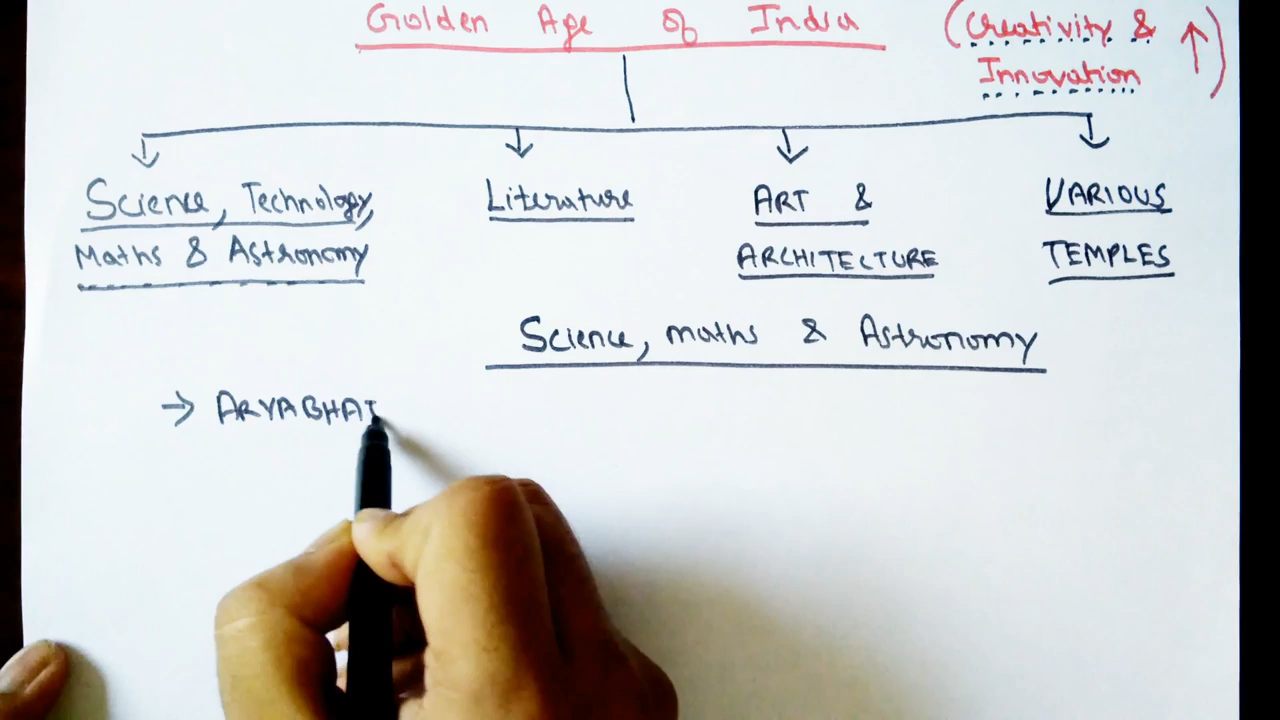 Golden Age of India
(Creativity & ↑)
Innovation
Science, Technology,
Maths & Astronomy
Literature
ART &
ARCHITECTURE
VARIOUS
TEMPLES
Science, maths & Astronomy
→ ARYABHAT